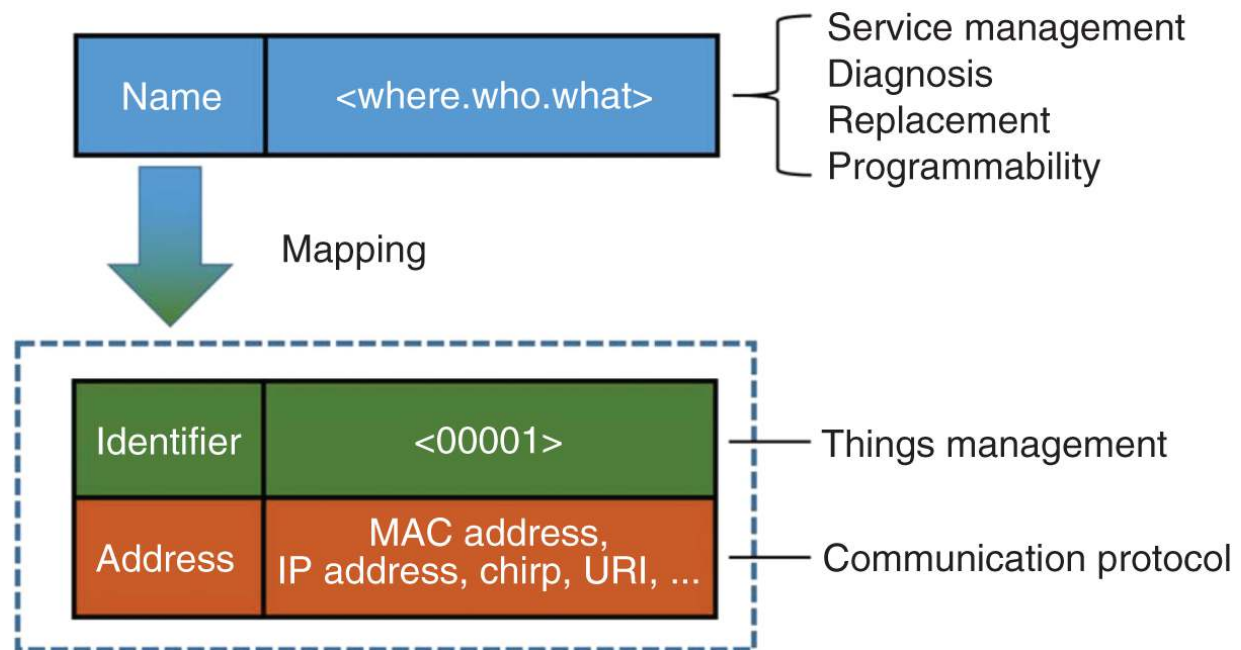 Name
<where.who.what>
Service management
Diagnosis
Replacement
Programmability
Mapping
Identifier
<00001>
Things management
Address
MAC address,
IP address, chirp, URI, ...
Communication protocol